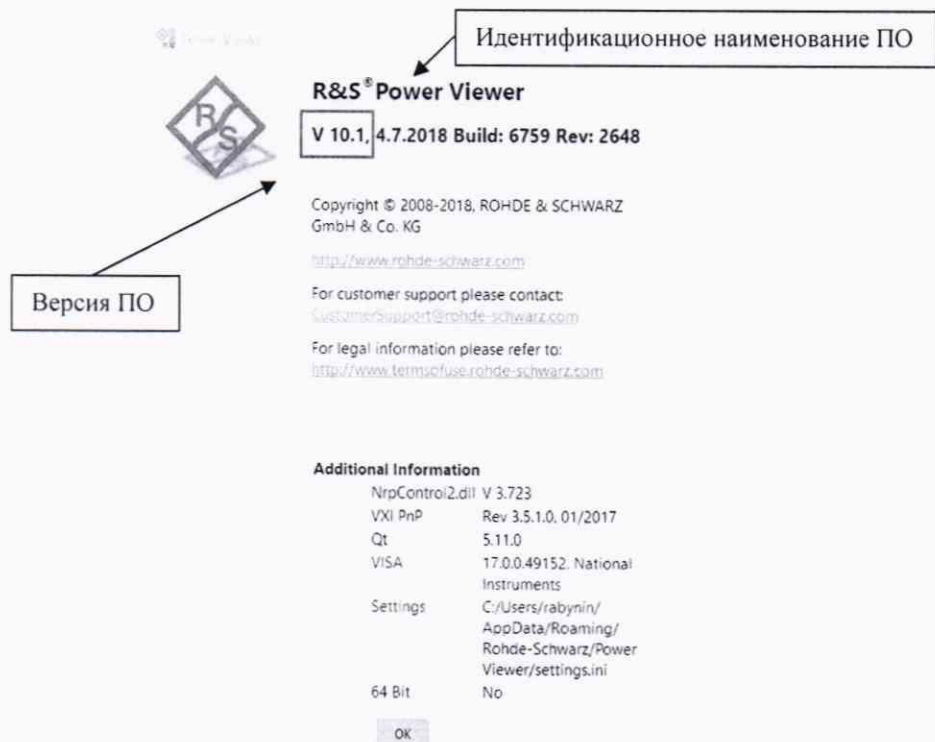 Идентификационное наименование ПО
R&S® Power Viewer
RS
V 10.1, 4.7.2018 Build: 6759 Rev: 2648
Copyright © 2008-2018, ROHDE & SCHWARZ
GmbH & Co. KG
http://www.rohde-schwarz.com
Версия ПО
For customer support please contact:
CustomerSupport@rohde-schwarz.com
For legal information please refer to:
http://www.termsofuse.rohde-schwarz.com
Additional Information
NrpControl2.dll V 3.723
VXI PnP Rev 3.5.1.0, 01/2017
Qt 5.11.0
VISA 17.0.0.49152, National
Instruments
Settings C:/Users/rabynin/
AppData/Roaming/
Rohde-Schwarz/Power
Viewer/settings.ini
64 Bit No
OK